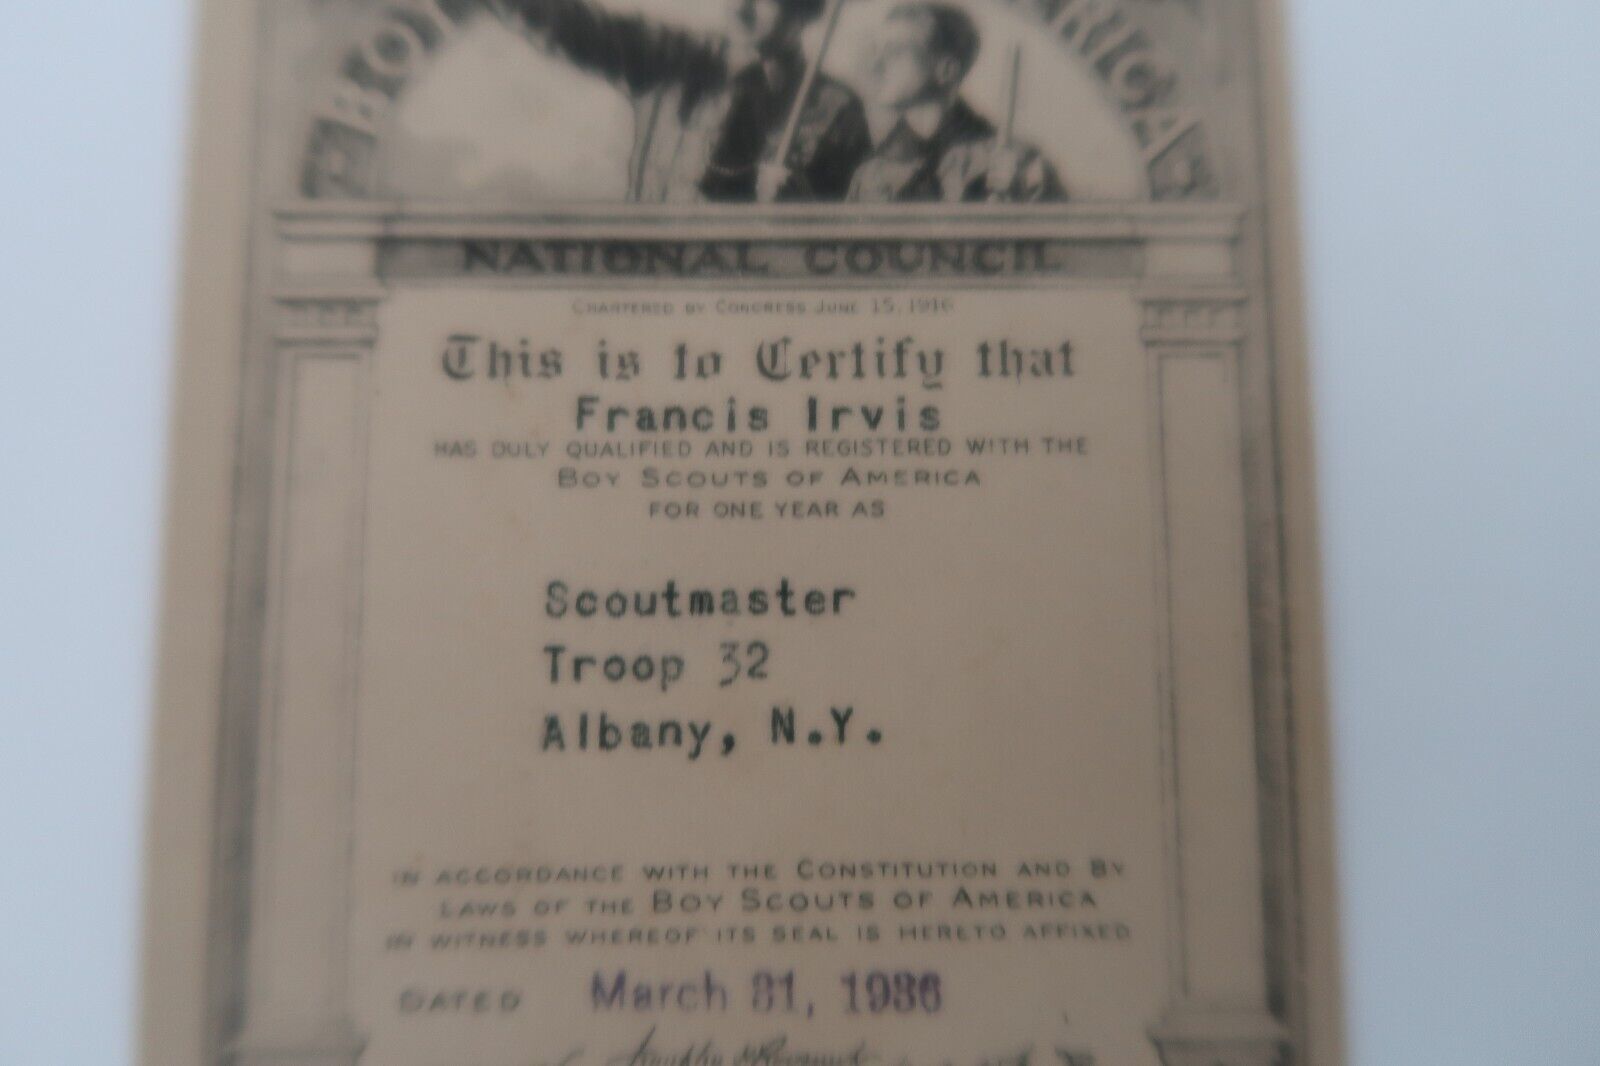 NATIONAL COUNCIL
CHARTERED BY CONGRESS JUNE 15, 1916
This is to Certify that
Francis Irvis
HAS DULY QUALIFIED AND IS REGISTERED WITH THE
BOY SCOUTS OF AMERICA
FOR ONE YEAR AS
Scoutmaster
Troop 32
Albany, N.Y.
IN ACCORDANCE WITH THE CONSTITUTION AND BY
LAWS OF THE BOY SCOUTS OF AMERICA
IN WITNESS WHEREOF ITS SEAL IS HERETO AFFIXED
DATED March 31, 1936